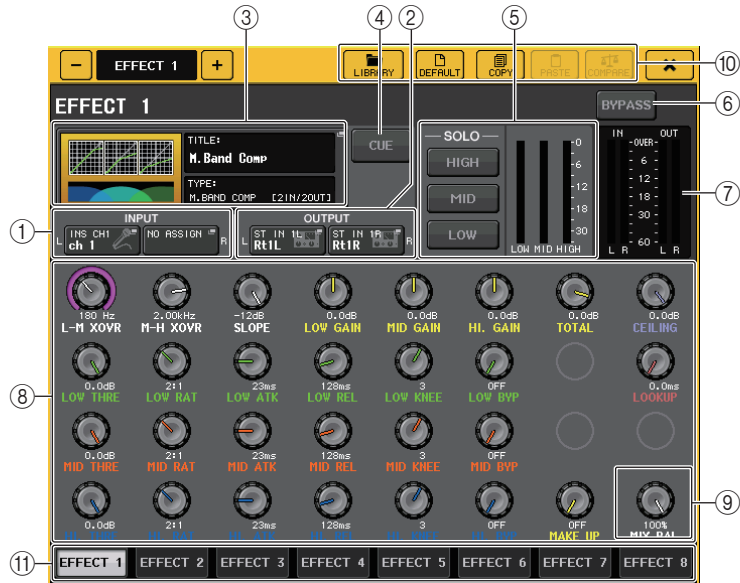 ③ ④ ② ⑤
EFFECT 1
LIBRARY DEFAULT COPY PASTE COMPARE
⑩
EFFECT 1
BYPASS
⑥
TITLE:
M.Band Comp
TYPE:
M.BAND COMP [2IN/2OUT]
CUE
SOLO
HIGH
MID
LOW
0
6
12
18
30
LOW MID HIGH
IN OUT
-OVER-
6
12
18
30
60
L R L R
⑦
①
INPUT
L INS CH1 ch 1 NO ASSIGN R
OUTPUT
L ST IN 1L Rt1L ST IN 1R Rt1R R
⑧
180 Hz 2.00kHz -12dB 0.0dB 0.0dB 0.0dB 0.0dB 0.0dB
L-M XOVR M-H XOVR SLOPE LOW GAIN MID GAIN HI. GAIN TOTAL CEILING
0.0dB 2:1 23ms 128ms 3 OFF 0.0ms
LOW THRE LOW RAT LOW ATK LOW REL LOW KNEE LOW BYP LOOKUP
0.0dB 2:1 23ms 128ms 3 OFF
MID THRE MID RAT MID ATK MID REL MID KNEE MID BYP
0.0dB 2:1 23ms 128ms 3 OFF OFF 100%
MAKE UP MIX BAL
⑨
⑪
EFFECT 1 EFFECT 2 EFFECT 3 EFFECT 4 EFFECT 5 EFFECT 6 EFFECT 7 EFFECT 8